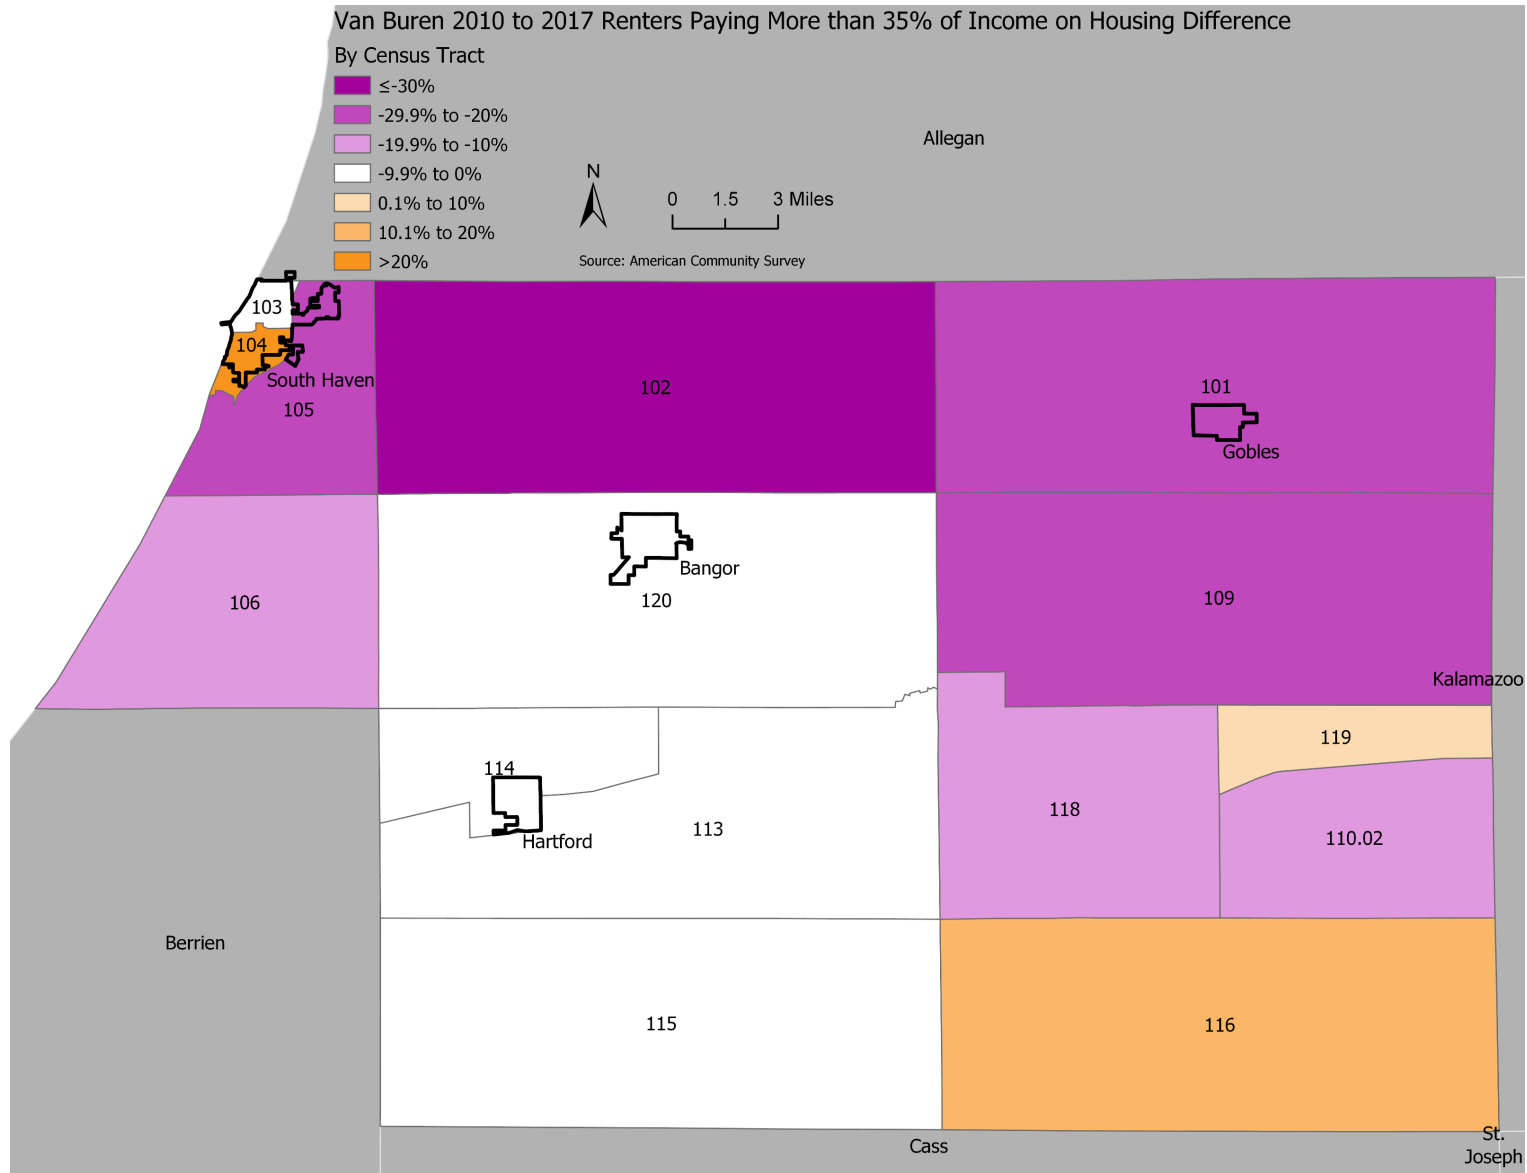 Van Buren 2010 to 2017 Renters Paying More than 35% of Income on Housing Difference
By Census Tract
≤-30%
-29.9% to -20%
-19.9% to -10%
-9.9% to 0%
0.1% to 10%
10.1% to 20%
>20%
N
0 1.5 3 Miles
Source: American Community Survey
Allegan
103
104
South Haven
105
102
101
Gobles
106
Bangor
120
109
Kalamazoo
114
Hartford
113
118
119
110.02
Berrien
115
116
Cass
St.
Joseph